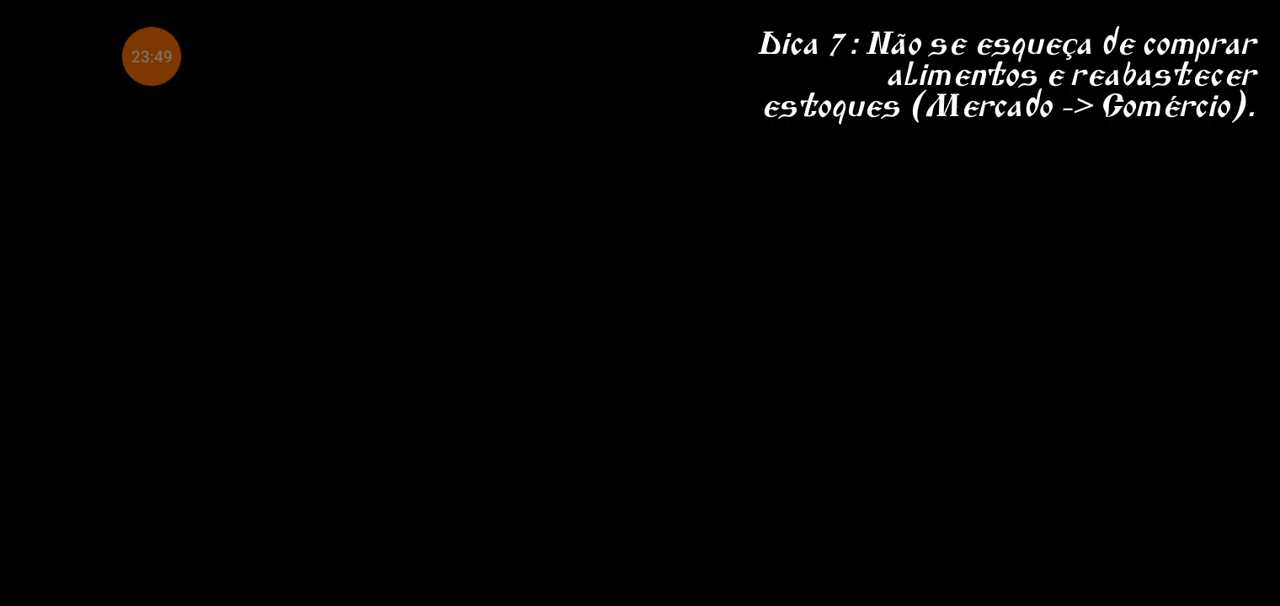 23:49
Dica 7: Não se esqueça de comprar
alimentos e reabastecer
estoques (Mercado -> Comércio).